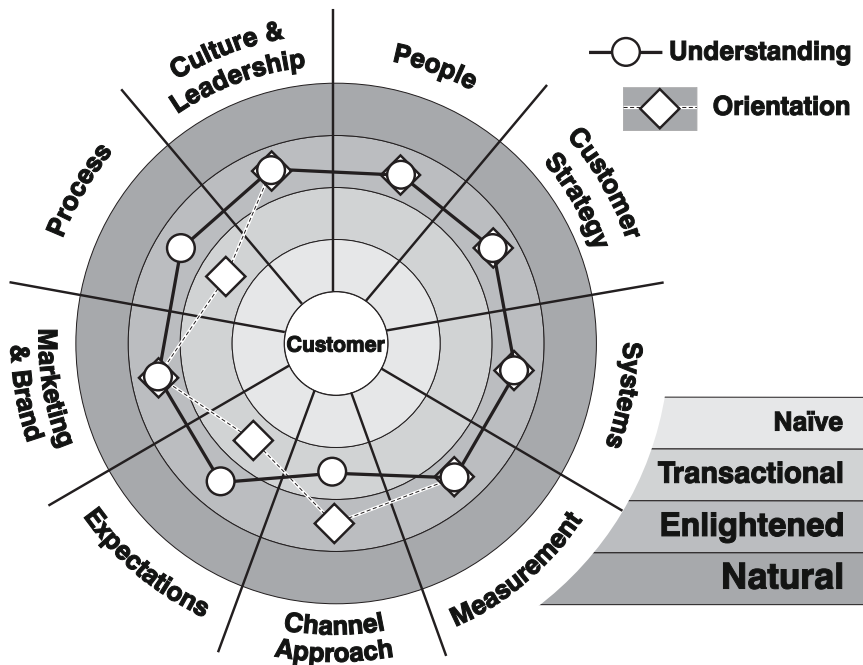 Culture &
Leadership
People
Understanding
Orientation
Customer
Strategy
Process
Customer
Marketing
& Brand
Systems
Naïve
Transactional
Enlightened
Natural
Expectations
Measurement
Channel
Approach